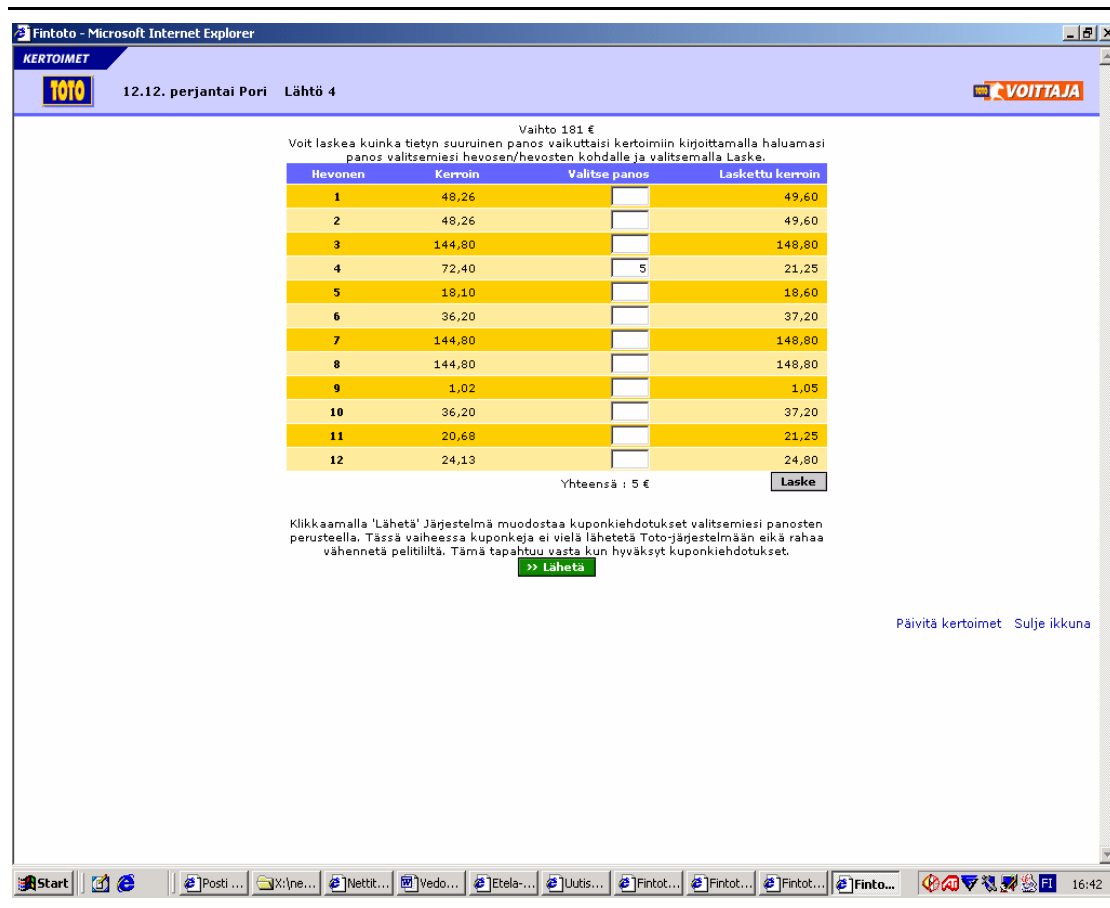 Fintoto - Microsoft Internet Explorer
KERTOIMET
TOTO 12.12. perjantai Pori Lähtö 4 TOTO VOITTAJA
Vaihto 181 €
Voit laskea kuinka tietyn suuruinen panos vaikuttaisi kertoimiin kirjoittamalla haluamasi
panos valitsemiesi hevosen/hevosten kohdalle ja valitsemalla Laske.
Hevonen Kerroin Valitse panos Laskettu kerroin
1 48,26 49,60
2 48,26 49,60
3 144,80 148,80
4 72,40 5 21,25
5 18,10 18,60
6 36,20 37,20
7 144,80 148,80
8 144,80 148,80
9 1,02 1,05
10 36,20 37,20
11 20,68 21,25
12 24,13 24,80
Yhteensä : 5 € Laske
Klikkaamalla 'Lähetä' Järjestelmä muodostaa kuponkiehdotukset valitsemiesi panosten
perusteella. Tässä vaiheessa kuponkeja ei vielä lähetetä Toto-järjestelmään eikä rahaa
vähennetä pelitililtä. Tämä tapahtuu vasta kun hyväksyt kuponkiehdotukset.
>> Lähetä
Päivitä kertoimet Sulje ikkuna
Start Posti ... X:\ne... Nettit... Vedo... Etela-... Uutis... Fintot... Fintot... Fintot... Finto... FI 16:42